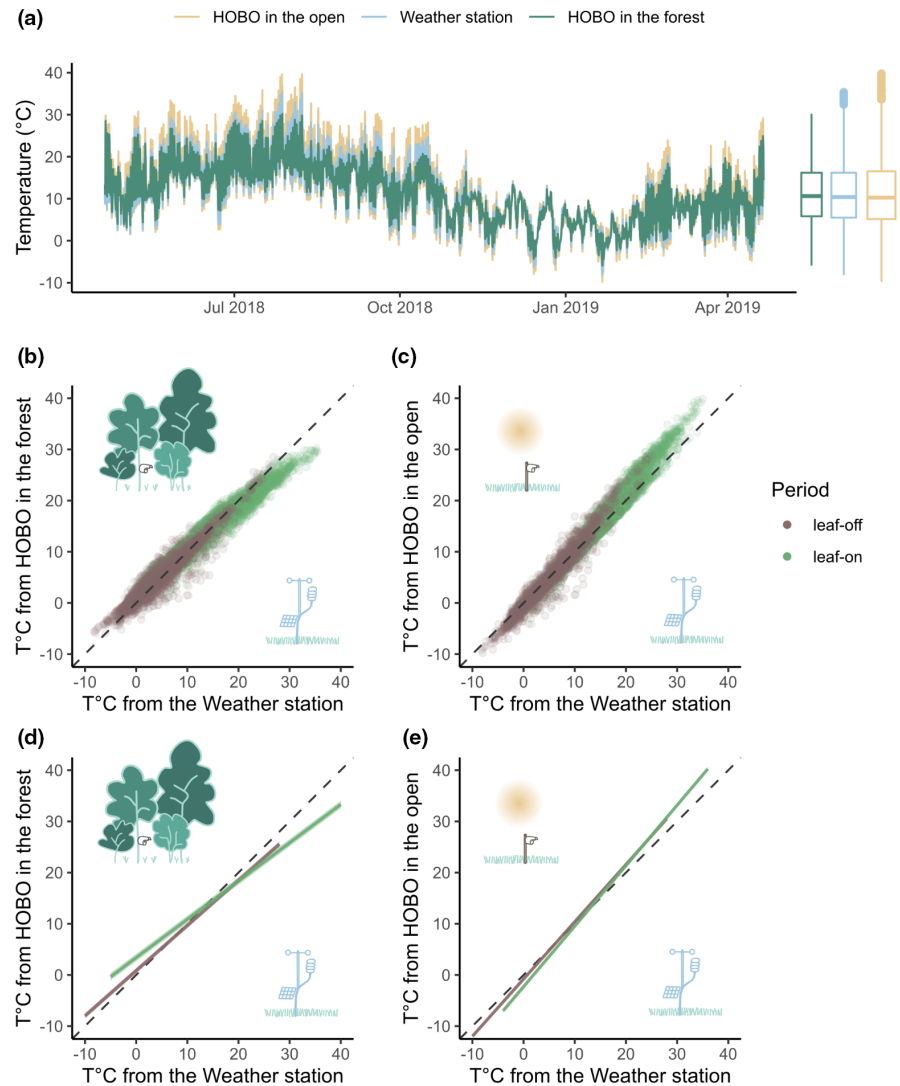 (a)
HOBO in the open
Weather station
HOBO in the forest
Temperature (°C)
40
30
20
10
0
-10
Jul 2018
Oct 2018
Jan 2019
Apr 2019
(b)
T°C from HOBO in the forest
40
30
20
10
0
-10
-10 0 10 20 30 40
T°C from the Weather station
(c)
T°C from HOBO in the open
40
30
20
10
0
-10
-10 0 10 20 30 40
T°C from the Weather station
Period
leaf-off
leaf-on
(d)
T°C from HOBO in the forest
40
30
20
10
0
-10
-10 0 10 20 30 40
T°C from the Weather station
(e)
T°C from HOBO in the open
40
30
20
10
0
-10
-10 0 10 20 30 40
T°C from the Weather station